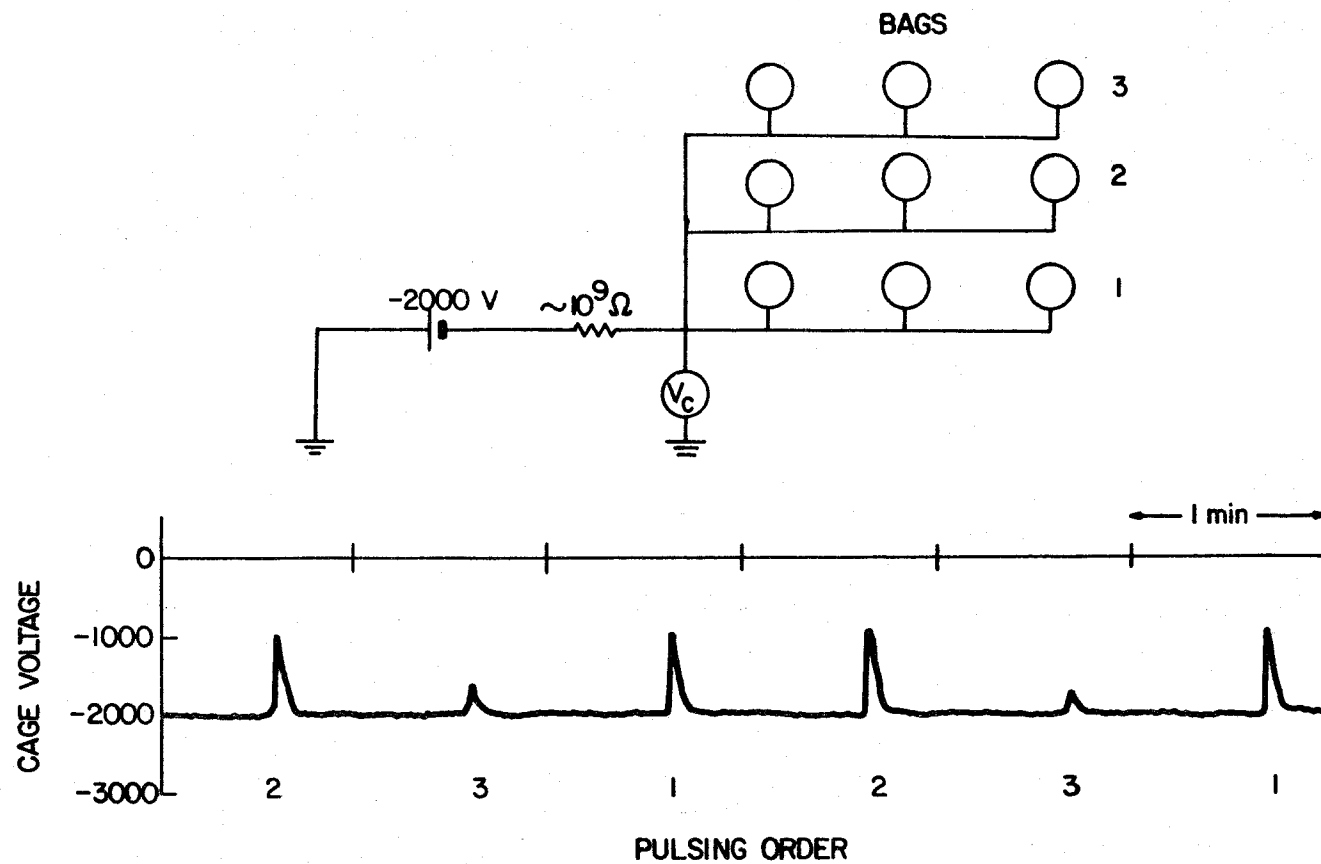 BAGS
3
2
1
-2000 V
~10⁹Ω
V_C
1 min
0
-1000
-2000
-3000
CAGE VOLTAGE
2 3 1 2 3 1
PULSING ORDER